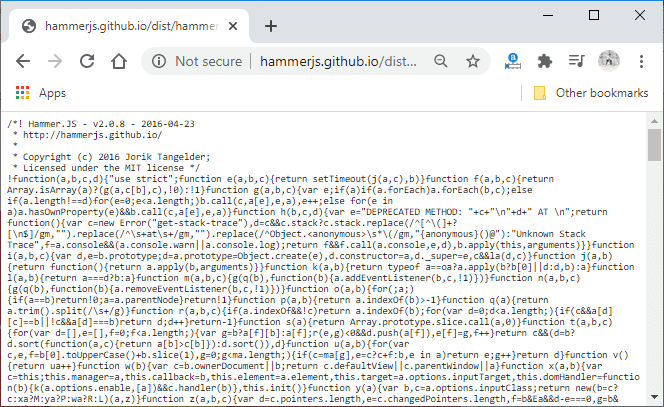 hammerjs.github.io/dist/hammer
Not secure
hammerjs.github.io/dist...
Apps
Other bookmarks
/*! Hammer.JS - v2.0.8 - 2016-04-23
 * http://hammerjs.github.io/
 *
 * Copyright (c) 2016 Jorik Tangelder;
 * Licensed under the MIT license */
!function(a,b,c,d){"use strict";function e(a,b,c){return setTimeout(j(a,c),b)}function f(a,b,c){return
Array.isArray(a)?(g(a,c[b],c),!0):!1}function g(a,b,c){var e;if(a)if(a.forEach)a.forEach(b,c);else
if(a.length!==d)for(e=0;e<a.length;)b.call(c,a[e],e,a),e++;else for(e in
a)a.hasOwnProperty(e)&&b.call(c,a[e],e,a)}function h(b,c,d){var e="DEPRECATED METHOD: "+c+"\n"+d+" AT \n";return
function(){var c=new Error("get-stack-trace"),d=c&&c.stack?c.stack.replace(/^[^\(]+?
[\n$]/gm,"").replace(/^\s+at\s+/gm,"").replace(/^Object.<anonymous>\s*\(/gm,"{anonymous}()@"):"Unknown Stack
Trace",f=a.console&&(a.console.warn||a.console.log);return f&&f.call(a.console,e,d),b.apply(this,arguments)}}function
i(a,b,c){var d,e=b.prototype;d=a.prototype=Object.create(e),d.constructor=a,d._super=e,c&&la(d,c)}function j(a,b)
{return function(){return a.apply(b,arguments)}}function k(a,b){return typeof a==oa?a.apply(b?b[0]||d:d,b):a}function
l(a,b){return a===d?b:a}function m(a,b,c){g(q(b),function(b){a.addEventListener(b,c,!1)})}function n(a,b,c)
{g(q(b),function(b){a.removeEventListener(b,c,!1)})}function o(a,b){for(;a;)
{if(a==b)return!0;a=a.parentNode}return!1}function p(a,b){return a.indexOf(b)>-1}function q(a){return
a.trim().split(/\s+/g)}function r(a,b,c){if(a.indexOf&&!c)return a.indexOf(b);for(var d=0;d<a.length;){if(c&&a[d]
[c]==b||!c&&a[d]===b)return d;d++}return-1}function s(a){return Array.prototype.slice.call(a,0)}function t(a,b,c)
{for(var d=[],e=[],f=0;f<a.length;){var g=b?a[f][b]:a[f];r(e,g)<0&&d.push(a[f]),e[f]=g,f++}return c&&(d=b?
d.sort(function(a,c){return a[b]>c[b]}):d.sort()),d}function u(a,b){for(var
c,e,f=b[0].toUpperCase()+b.slice(1),g=0;g<ma.length;){if(c=ma[g],e=c?c+f:b,e in a)return e;g++}return d}function v()
{return ua++}function w(b){var c=b.ownerDocument||b;return c.defaultView||c.parentWindow||a}function x(a,b){var
c=this;this.manager=a,this.callback=b,this.element=a.element,this.target=a.options.inputTarget,this.domHandler=functio
n(b){k(a.options.enable,[a])&&c.handler(b)},this.init()}function y(a){var b,c=a.options.inputClass;return new(b=c?
c:xa?M:ya?P:wa?R:L)(a,z)}function z(a,b,c){var d=c.pointers.length,e=c.changedPointers.length,f=b&Ea&&d-e===0,g=b&